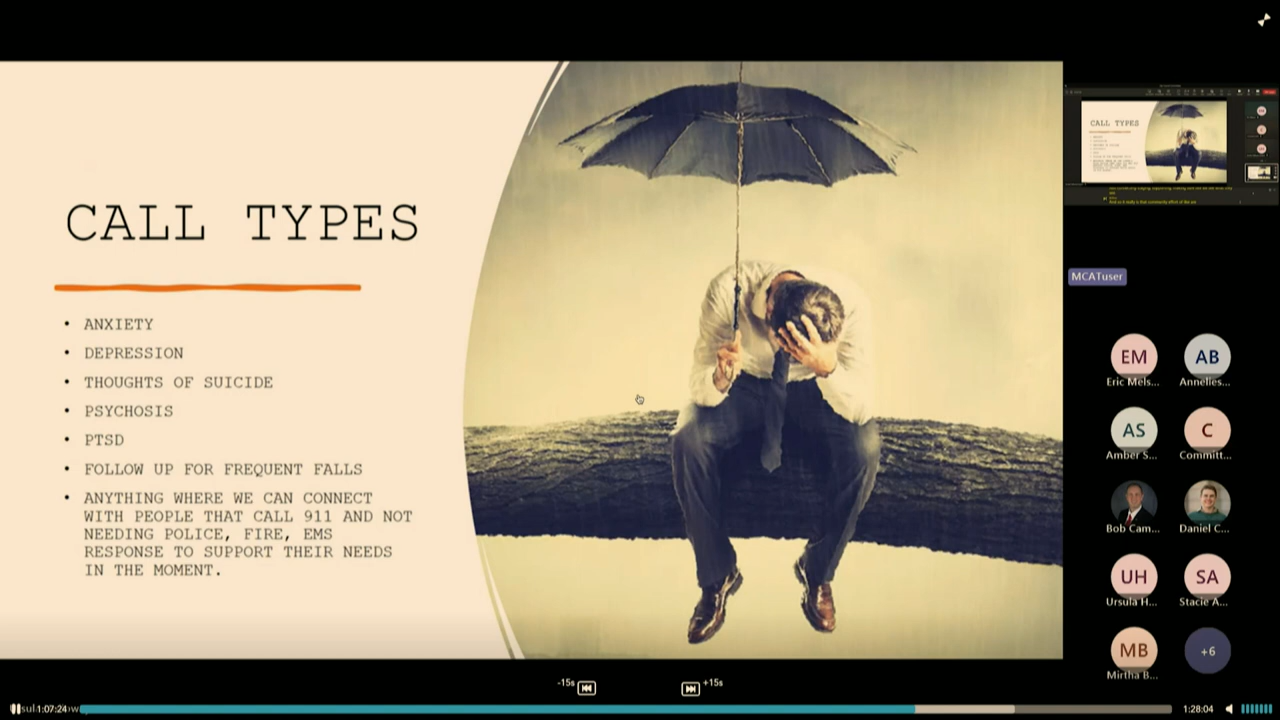 CALL TYPES
• ANXIETY
• DEPRESSION
• THOUGHTS OF SUICIDE
• PSYCHOSIS
• PTSD
• FOLLOW UP FOR FREQUENT FALLS
• ANYTHING WHERE WE CAN CONNECT
WITH PEOPLE THAT CALL 911 AND NOT
NEEDING POLICE, FIRE, EMS
RESPONSE TO SUPPORT THEIR NEEDS
IN THE MOMENT.
CALL TYPES
MCATuser
EM
AB
Eric Mels...
Annelies...
AS
C
Amber S...
Committ...
Bob Cam...
Daniel C...
UH
SA
Ursula H...
Stacie A...
MB
+6
Mirtha B...
-15s
+15s
1:07:24
1:28:04